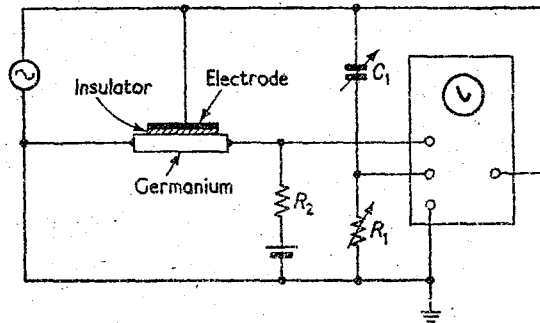 Electrode
Insulator
C1
Germanium
R2
R1